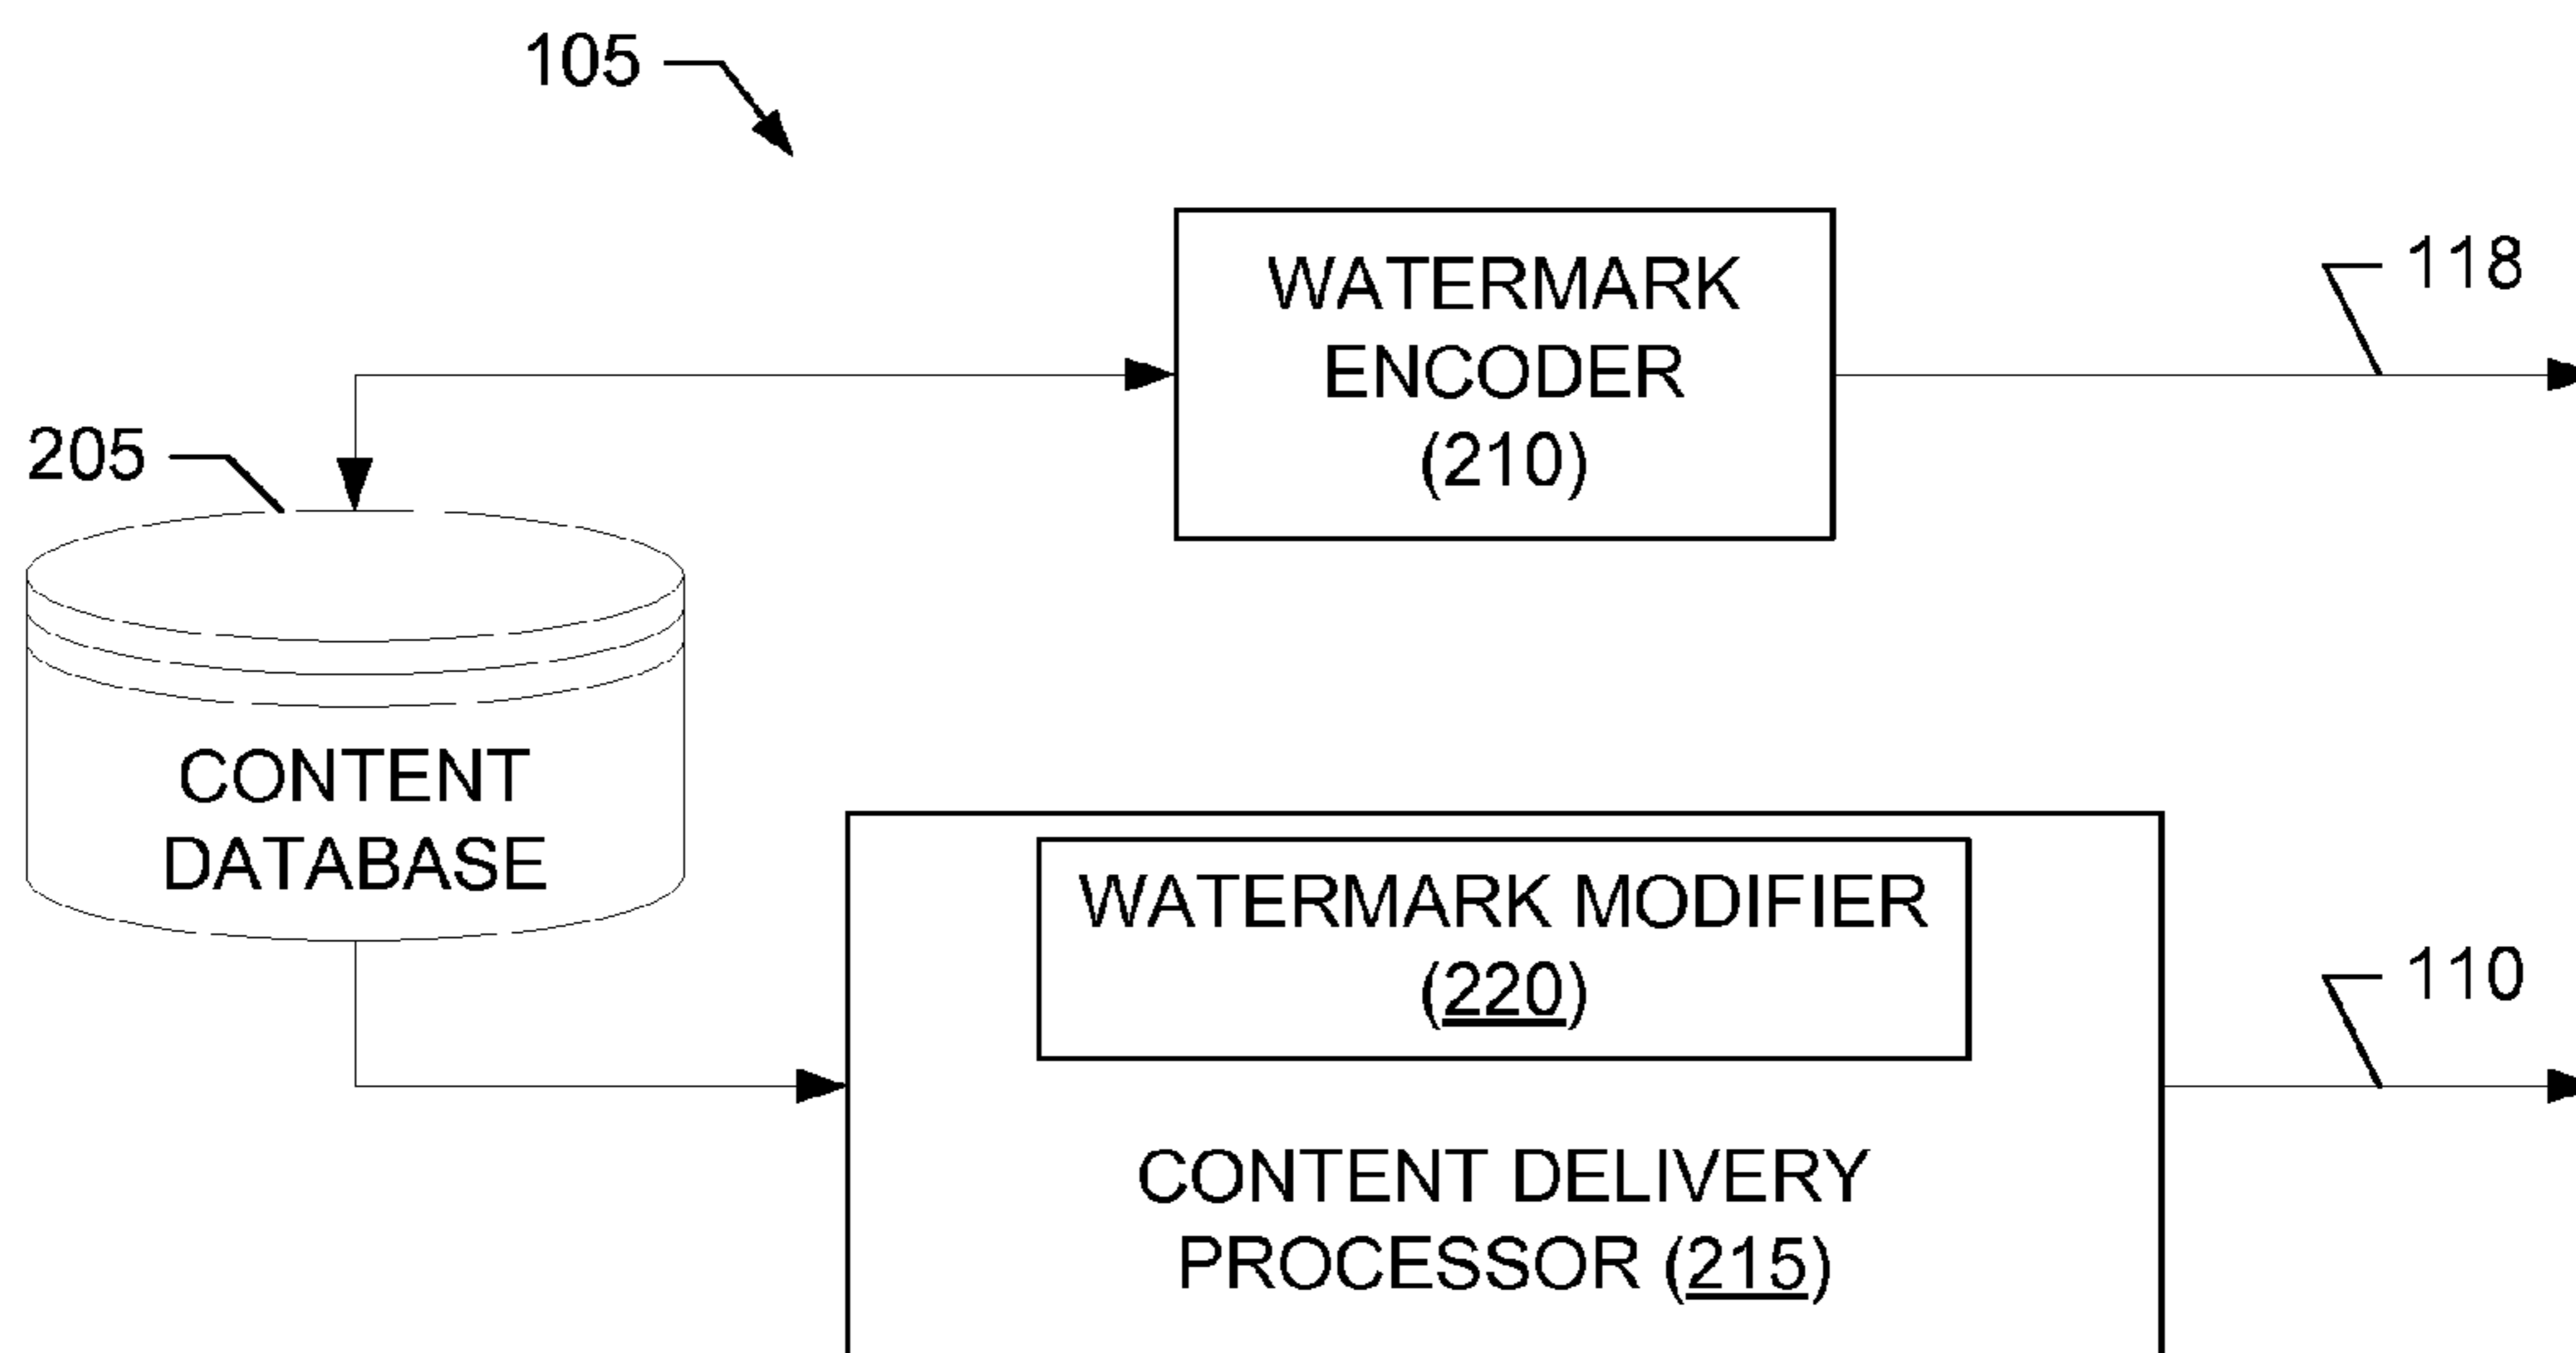 105
118
WATERMARK
ENCODER
(210)
205
CONTENT
DATABASE
WATERMARK MODIFIER
(220)
110
CONTENT DELIVERY
PROCESSOR (215)